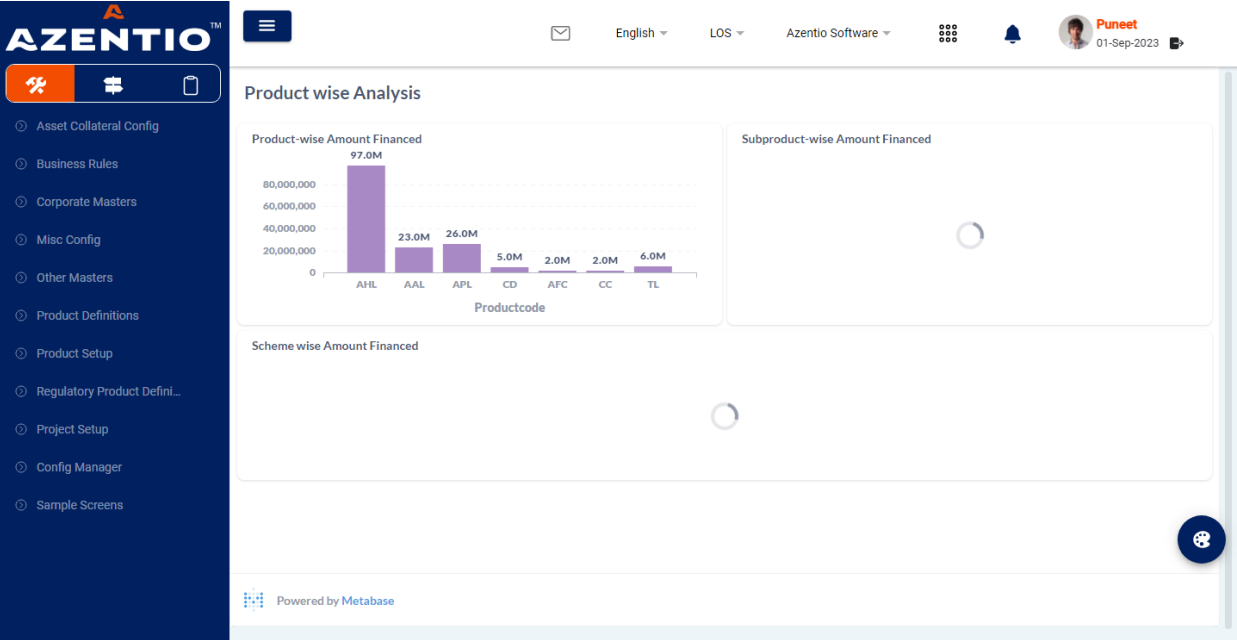 AZENTIO™
English
LOS
Azentio Software
Puneet
01-Sep-2023
Asset Collateral Config
Business Rules
Corporate Masters
Misc Config
Other Masters
Product Definitions
Product Setup
Regulatory Product Defini...
Project Setup
Config Manager
Sample Screens
Product wise Analysis
Product-wise Amount Financed
97.0M
80,000,000
60,000,000
40,000,000
20,000,000
0
23.0M
26.0M
5.0M
2.0M
2.0M
6.0M
AHL AAL APL CD AFC CC TL
Productcode
Subproduct-wise Amount Financed
Scheme wise Amount Financed
Powered by Metabase